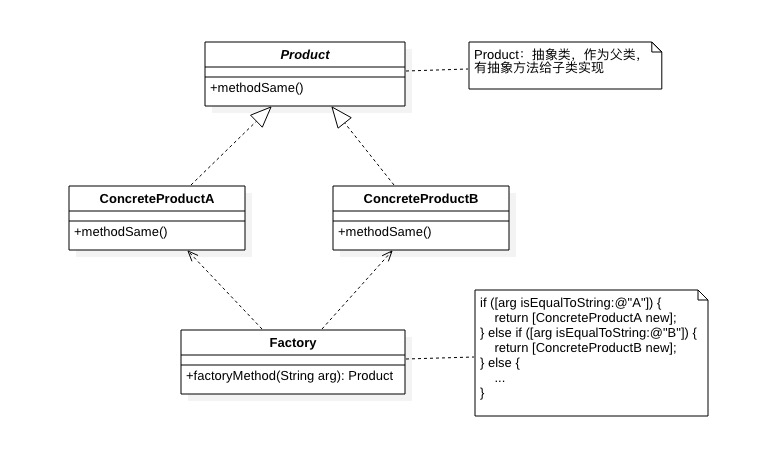 Product
+methodSame()
Product：抽象类，作为父类，
有抽象方法给子类实现
ConcreteProductA
+methodSame()
ConcreteProductB
+methodSame()
Factory
+factoryMethod(String arg): Product
if ([arg isEqualToString:@"A"]) {
return [ConcreteProductA new];
} else if ([arg isEqualToString:@"B"]) {
return [ConcreteProductB new];
} else {
...
}